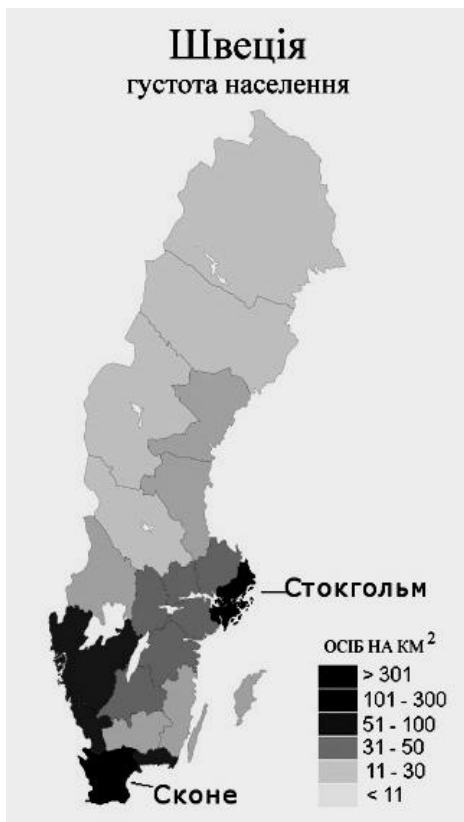 Швеція
густота населення
Стокгольм
ОСІБ НА КМ²
> 301
101 - 300
51 - 100
31 - 50
11 - 30
< 11
Сконе